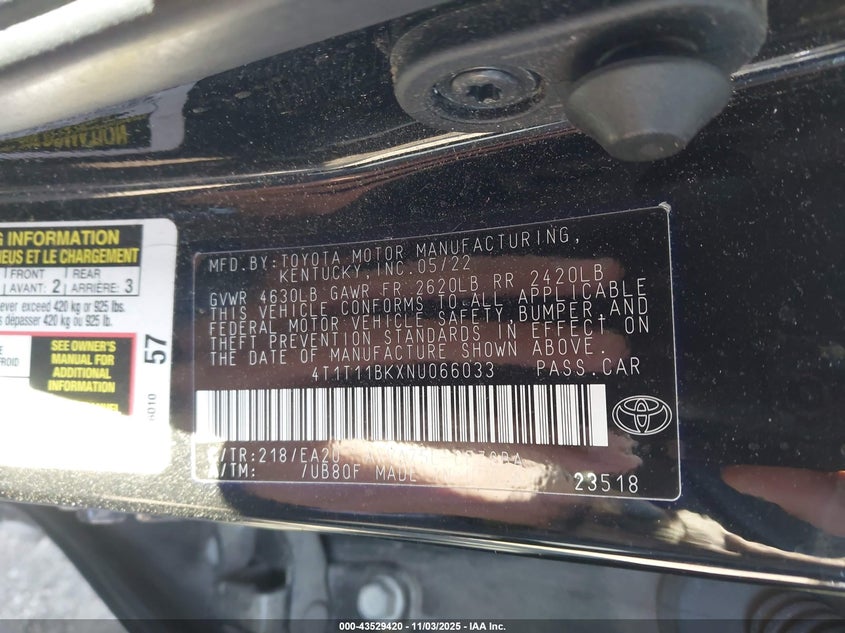 G INFORMATION
EUS ET LE CHARGEMENT
FRONT REAR
AVANT: 2 ARRIÈRE: 3
ever exceed 420 kg or 925 lbs.
dépasser 420 kg ou 925 lb.
SEE OWNER'S
MANUAL FOR
ADDITIONAL
INFORMATION
57
MFD. BY: TOYOTA MOTOR MANUFACTURING,
KENTUCKY, INC. 05/22
GVWR 4630LB GAWR FR 2620LB RR 2420LB
THIS VEHICLE CONFORMS TO ALL APPLICABLE
FEDERAL MOTOR VEHICLE SAFETY, BUMPER, AND
THEFT PREVENTION STANDARDS IN EFFECT ON
THE DATE OF MANUFACTURE SHOWN ABOVE.
4T1T11BKXNU066033 PASS. CAR
C/TR: 218/EA20
A/TM: /UB80F MADE
23518
000-43529420 - 11/03/2025 - IAA Inc.